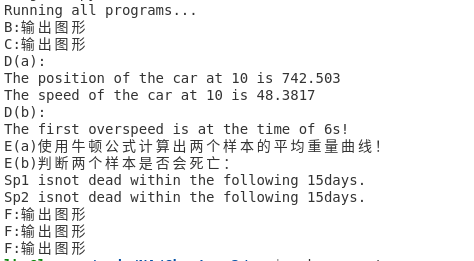 Running all programs...
B:输出图形
C:输出图形
D(a):
The position of the car at 10 is 742.503
The speed of the car at 10 is 48.3817
D(b):
The first overspeed is at the time of 6s!
E(a)使用牛顿公式计算出两个样本的平均重量曲线!
E(b)判断两个样本是否会死亡:
Sp1 isnot dead within the following 15days.
Sp2 isnot dead within the following 15days.
F:输出图形
F:输出图形
F:输出图形